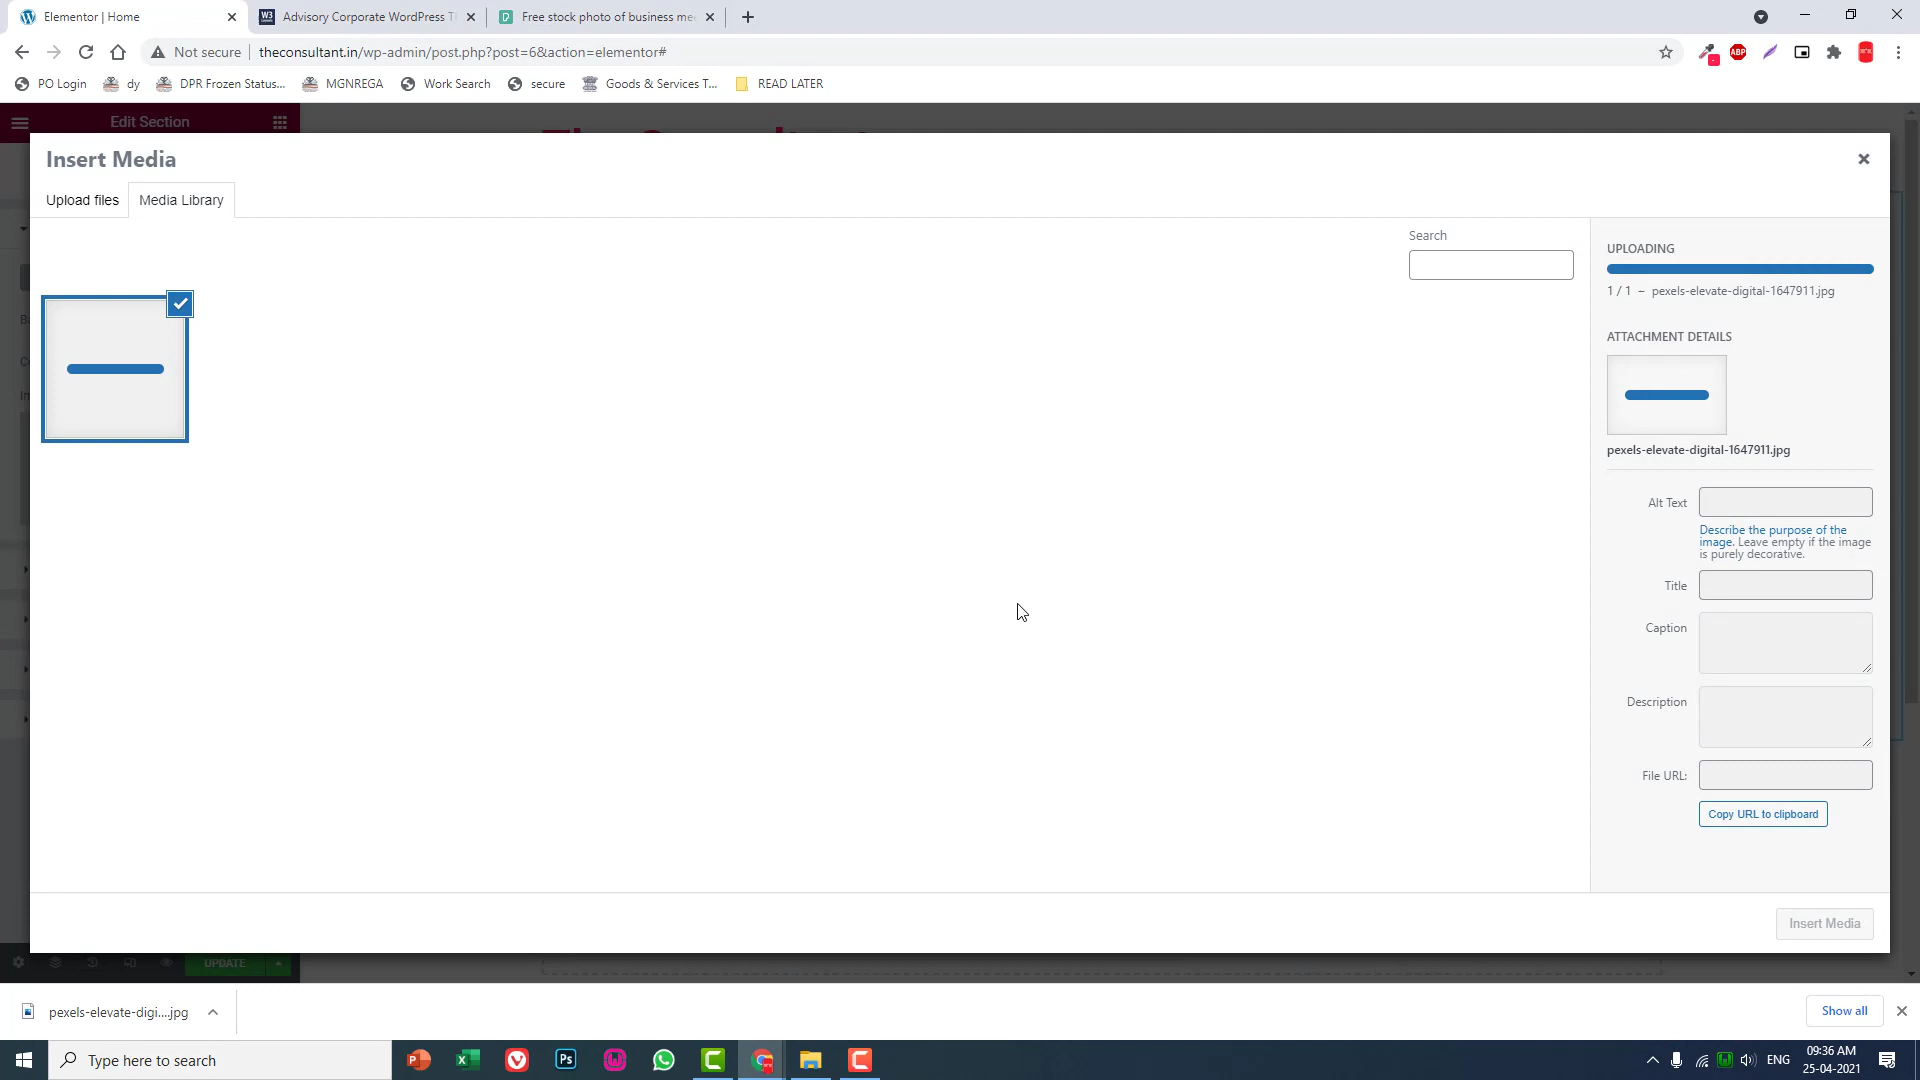 Elementor | Home
Advisory Corporate WordPress T
Free stock photo of business me
Not secure
theconsultant.in/wp-admin/post.php?post=6&action=elementor#
PO Login
dy
DPR Frozen Status...
MGNREGA
Work Search
secure
Goods & Services T...
READ LATER
Edit Section
Insert Media
Upload files
Media Library
Search
UPLOADING
1 / 1 – pexels-elevate-digital-1647911.jpg
ATTACHMENT DETAILS
pexels-elevate-digital-1647911.jpg
Alt Text
Describe the purpose of the
image. Leave empty if the image
is purely decorative.
Title
Caption
Description
File URL:
Copy URL to clipboard
Insert Media
UPDATE
pexels-elevate-digi....jpg
Show all
Type here to search
ENG
09:36 AM
25-04-2021